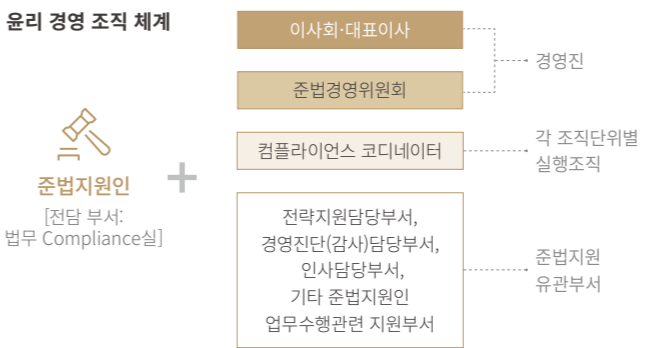 윤리 경영 조직 체계
준법지원인
[전담 부서:
법무 Compliance실]
+
이사회·대표이사
준법경영위원회
경영진
컴플라이언스 코디네이터
각 조직단위별
실행조직
전략지원담당부서,
경영진단(감사)담당부서,
인사담당부서,
기타 준법지원인
업무수행관련 지원부서
준법지원
유관부서